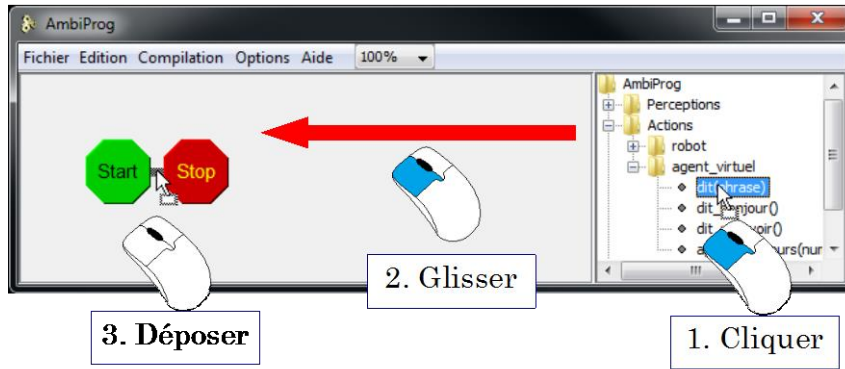 AmbiProg
Fichier Edition Compilation Options Aide 100%
AmbiProg
Perceptions
Actions
robot
agent_virtuel
dit(phrase)
dit_bonjour()
dit_
Start Stop
2. Glisser
3. Déposer
1. Cliquer